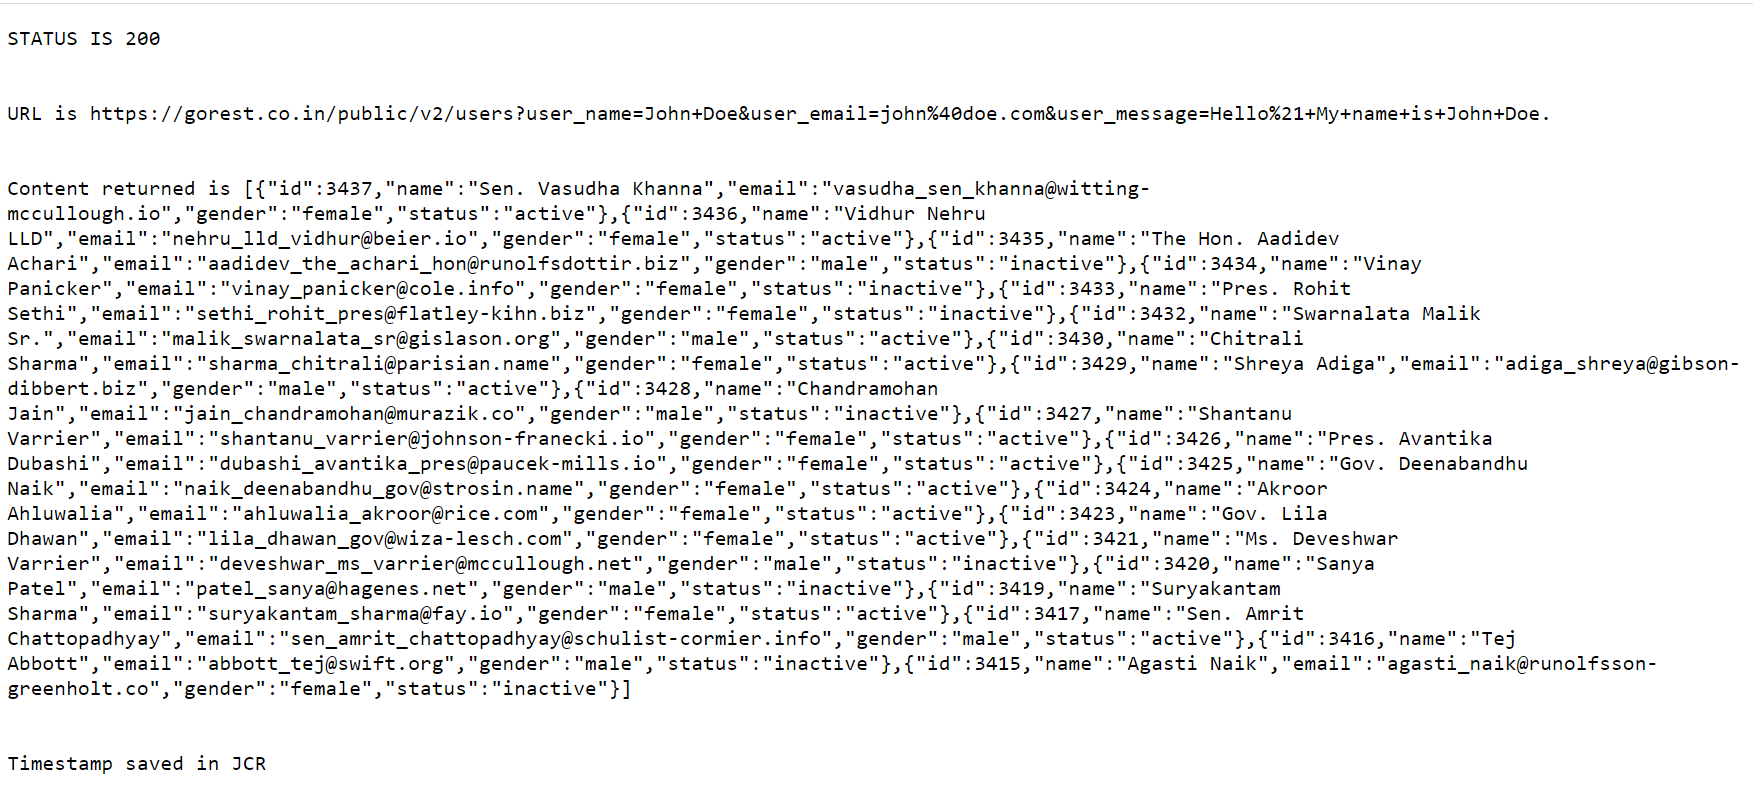 STATUS IS 200
URL is https://gorest.co.in/public/v2/users?user_name=John+Doe&user_email=john%40doe.com&user_message=Hello%21+My+name+is+John+Doe.
Content returned is [{"id":3437,"name":"Sen. Vasudha Khanna","email":"vasudha_sen_khanna@witting-
mccullough.io","gender":"female","status":"active"},{"id":3436,"name":"Vidhur Nehru
LLD","email":"nehru_lld_vidhur@beier.io","gender":"female","status":"active"},{"id":3435,"name":"The Hon. Aadidev
Achari","email":"aadidev_the_achari_hon@runolfsdottir.biz","gender":"male","status":"inactive"},{"id":3434,"name":"Vinay
Panicker","email":"vinay_panicker@cole.info","gender":"female","status":"inactive"},{"id":3433,"name":"Pres. Rohit
Sethi","email":"sethi_rohit_pres@flatley-kihn.biz","gender":"female","status":"inactive"},{"id":3432,"name":"Swarnalata Malik
Sr.","email":"malik_swarnalata_sr@gislason.org","gender":"male","status":"active"},{"id":3430,"name":"Chitrali
Sharma","email":"sharma_chitrali@parisian.name","gender":"female","status":"active"},{"id":3429,"name":"Shreya Adiga","email":"adiga_shreya@gibson-
dibbert.biz","gender":"male","status":"active"},{"id":3428,"name":"Chandramohan
Jain","email":"jain_chandramohan@murazik.co","gender":"male","status":"inactive"},{"id":3427,"name":"Shantanu
Varrier","email":"shantanu_varrier@johnson-franecki.io","gender":"female","status":"active"},{"id":3426,"name":"Pres. Avantika
Dubashi","email":"dubashi_avantika_pres@paucek-mills.io","gender":"female","status":"active"},{"id":3425,"name":"Gov. Deenabandhu
Naik","email":"naik_deenabandhu_gov@strosin.name","gender":"female","status":"active"},{"id":3424,"name":"Akroor
Ahluwalia","email":"ahluwalia_akroor@rice.com","gender":"female","status":"active"},{"id":3423,"name":"Gov. Lila
Dhawan","email":"lila_dhawan_gov@wiza-lesch.com","gender":"female","status":"active"},{"id":3421,"name":"Ms. Deveshwar
Varrier","email":"deveshwar_ms_varrier@mccullough.net","gender":"male","status":"inactive"},{"id":3420,"name":"Sanya
Patel","email":"patel_sanya@hagenes.net","gender":"male","status":"inactive"},{"id":3419,"name":"Suryakantam
Sharma","email":"suryakantam_sharma@fay.io","gender":"female","status":"active"},{"id":3417,"name":"Sen. Amrit
Chattopadhyay","email":"sen_amrit_chattopadhyay@schulist-cormier.info","gender":"male","status":"active"},{"id":3416,"name":"Tej
Abbott","email":"abbott_tej@swift.org","gender":"male","status":"inactive"},{"id":3415,"name":"Agasti Naik","email":"agasti_naik@runolfsson-
greenholt.co","gender":"female","status":"inactive"}]
Timestamp saved in JCR